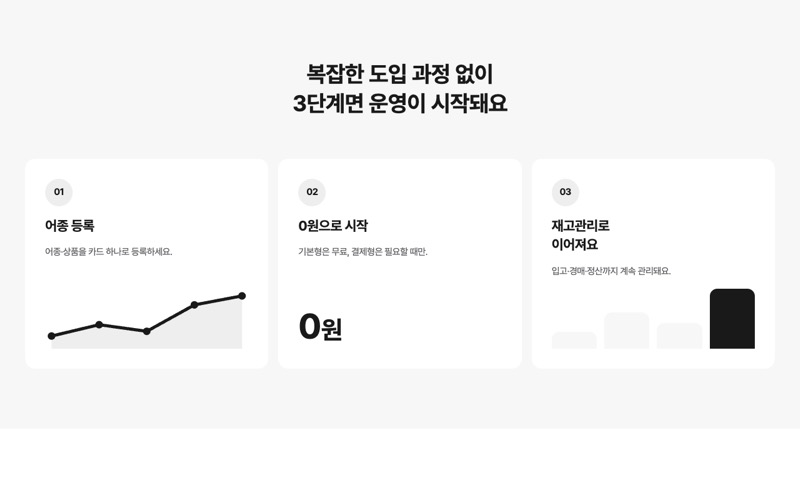 복잡한 도입 과정 없이
3단계면 운영이 시작돼요
01
어종 등록
어종·상품을 카드 하나로 등록하세요.
02
0원으로 시작
기본형은 무료, 결제형은 필요할 때만.
0원
03
재고관리로
이어져요
입고·경매·정산까지 계속 관리돼요.